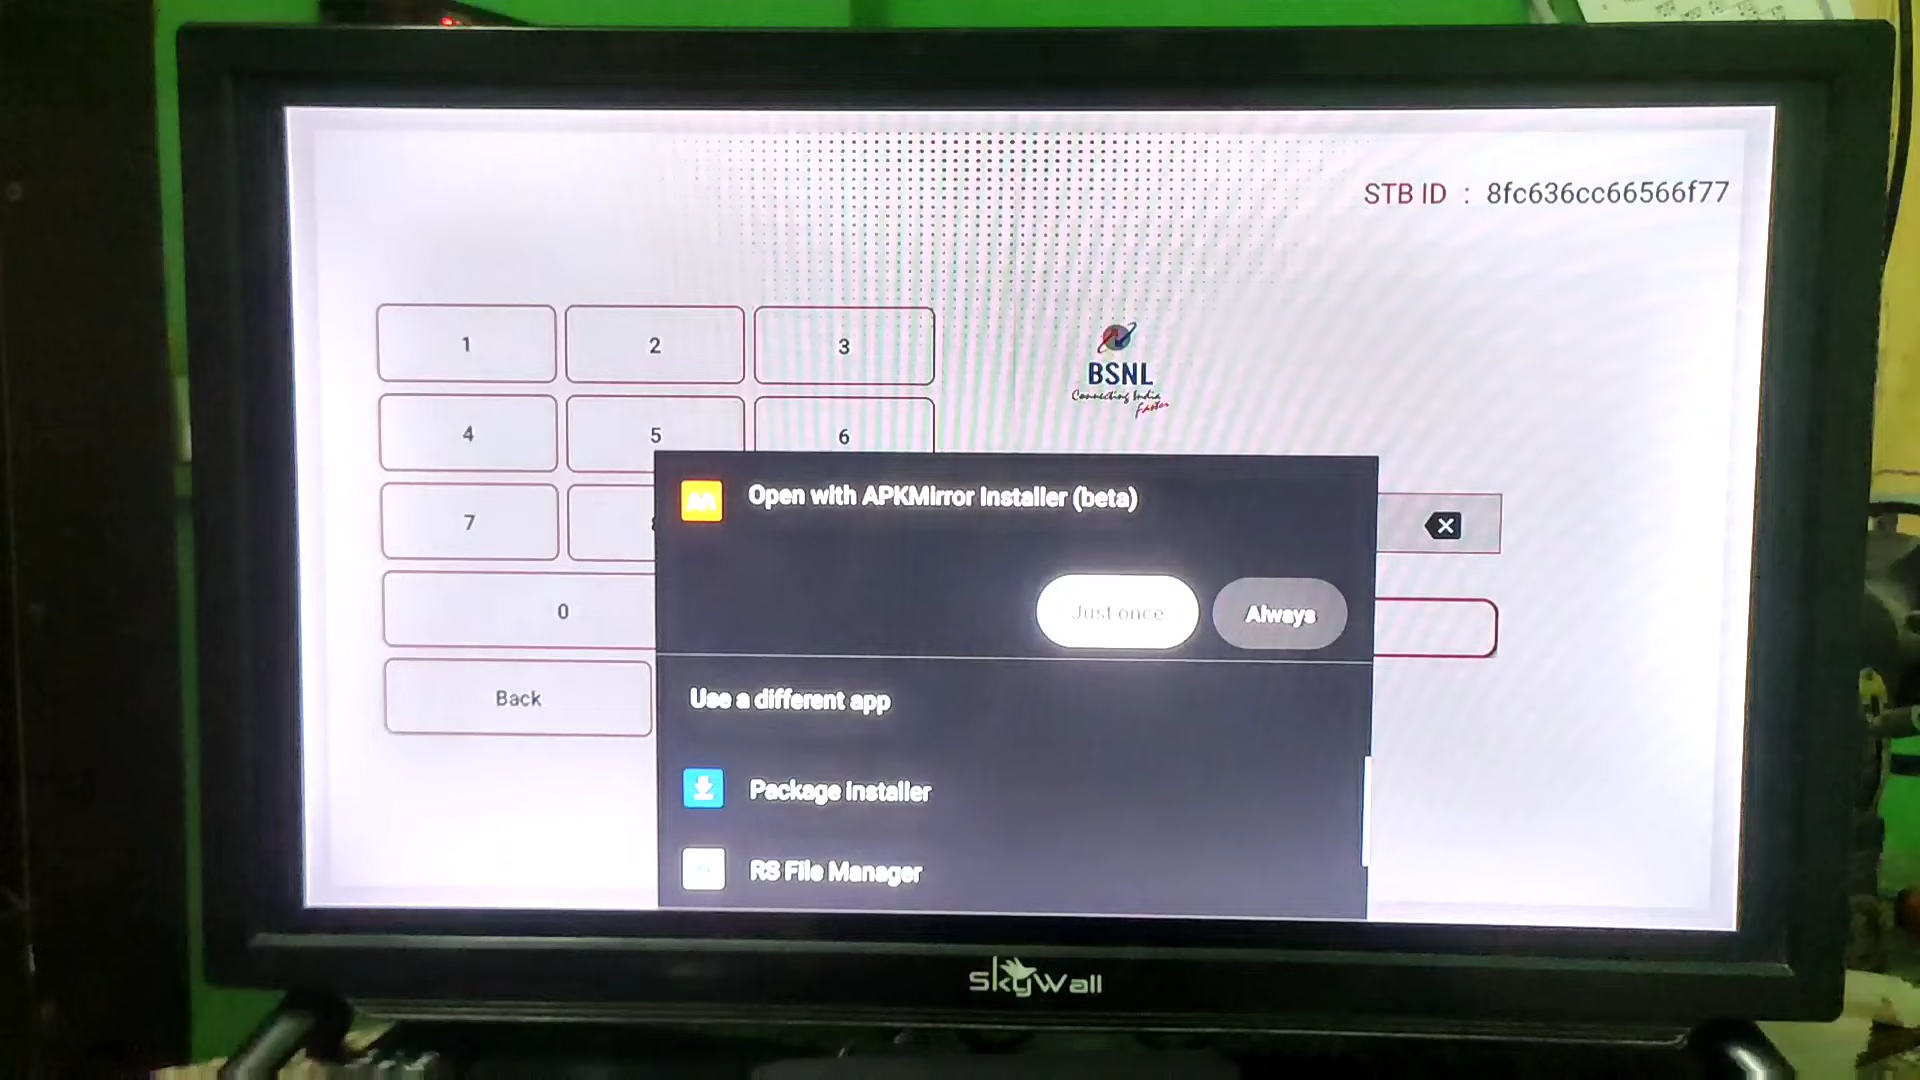 STB ID : 8fc636cc66566f77
1
2
3
BSNL
Connecting India
Faster
4
5
6
7
0
Back
Open with APKMirror Installer (beta)
Just once
Always
Use a different app
Package installer
RS File Manager
Skywall